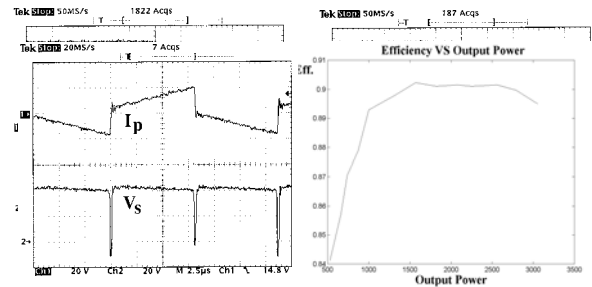 Tek Stop: 50MS/s 1822 Acqs
T
Tek Stop: 20MS/s 7 Acqs
Ip
Vs
2→
Ch1 20 V Ch2 20 V M 2.5µs Ch1 14.8 V
Tek Stop: 50MS/s 187 Acqs
T
Efficiency VS Output Power
Eff.
0.91
0.9
0.89
0.88
0.87
0.86
0.85
0.84
500 1000 1500 2000 2500 3000 3500
Output Power